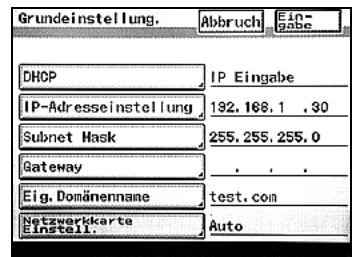 Grundeinstellung. Abbruch Ein-
gabe
DHCP IP Eingabe
IP-Adresseinstellung 192.168.1 .80
Subnet Mask 255.255.255.0
Gateway . . .
Eig.Domänenname test.com
Netzwerkkarte
Einstell. Auto